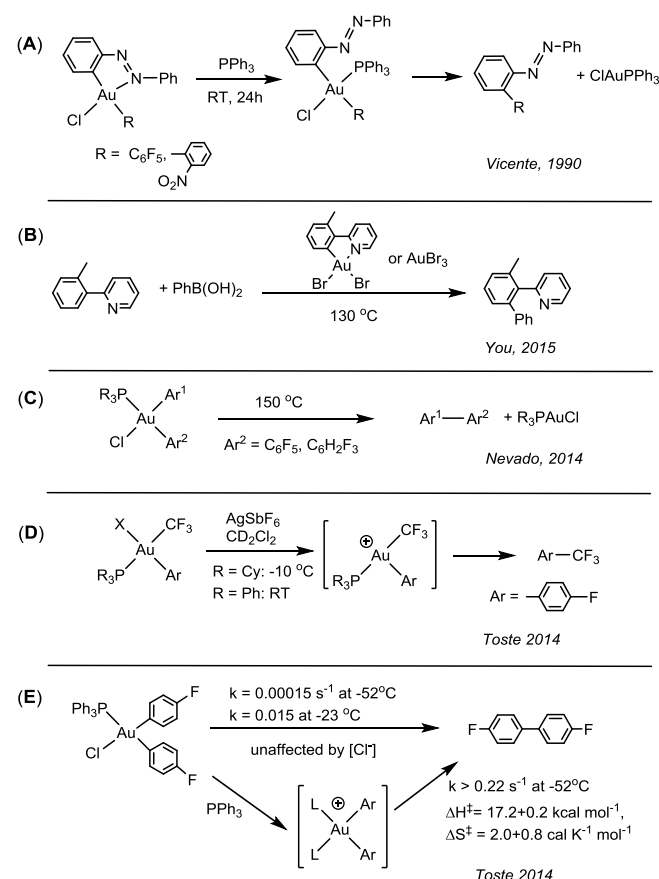 (A)
N
N
Ph
Au
Cl
R
PPh3
RT, 24h
N
N
Ph
PPh3
Au
Cl
R
N
N
Ph
R
+ ClAuPPh3
R = C6F5,
O2N
Vicente, 1990
(B)
N
+ PhB(OH)2
N
Au
Br
Br
or AuBr3
130 °C
N
Ph
You, 2015
(C)
R3P
Ar1
Au
Cl
Ar2
150 °C
Ar2 = C6F5, C6H2F3
Ar1—Ar2 + R3PAuCl
Nevado, 2014
(D)
X
CF3
Au
R3P
Ar
AgSbF6
CD2Cl2
R = Cy: -10 °C
R = Ph: RT
⊕
CF3
Au
R3P
Ar
Ar—CF3
Ar =
F
Toste 2014
(E)
Ph3P
F
Au
Cl
F
k = 0.00015 s-1 at -52°C
k = 0.015 at -23 °C
unaffected by [Cl-]
F
F
PPh3
L
⊕
Ar
Au
L
Ar
k > 0.22 s-1 at -52°C
ΔH‡= 17.2+0.2 kcal mol-1,
ΔS‡ = 2.0+0.8 cal K-1 mol-1
Toste 2014